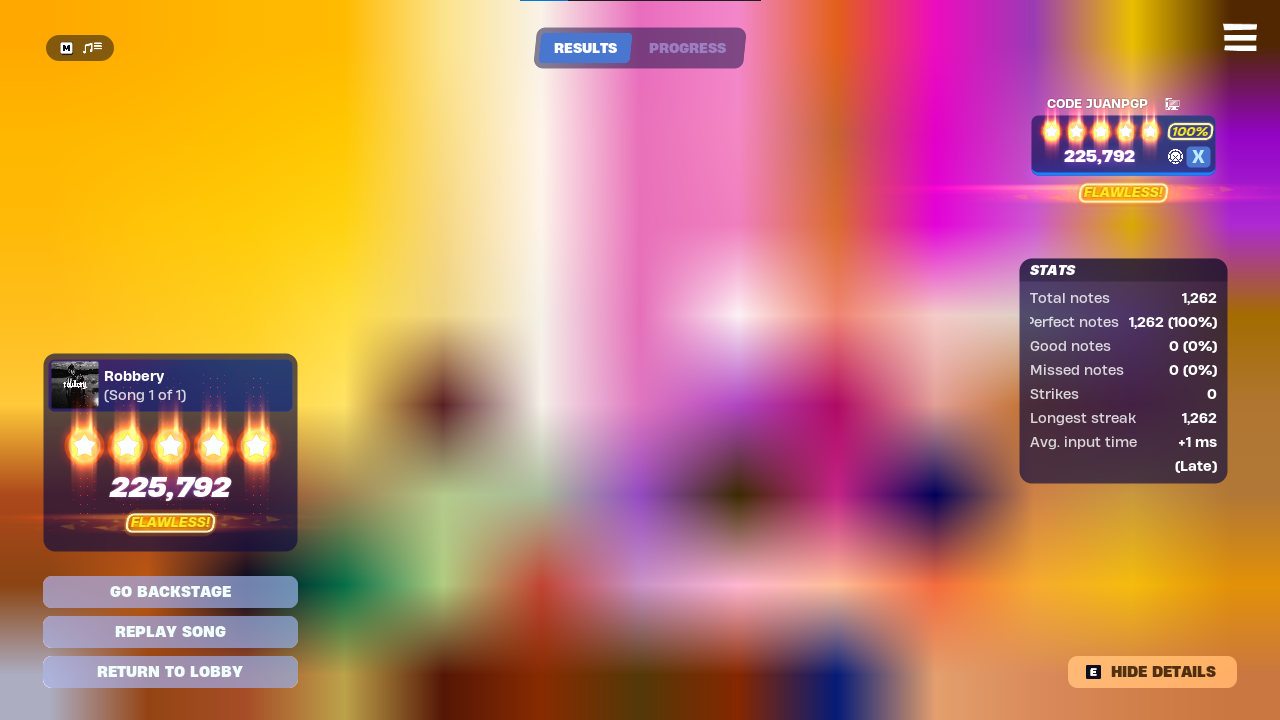 M
RESULTS
PROGRESS
CODE JUANPGP
100%
225,792
X
FLAWLESS!
STATS
Total notes 1,262
Perfect notes 1,262 (100%)
Good notes 0 (0%)
Missed notes 0 (0%)
Strikes 0
Longest streak 1,262
Avg. input time +1 ms
(Late)
robbery
Robbery
(Song 1 of 1)
225,792
FLAWLESS!
GO BACKSTAGE
REPLAY SONG
RETURN TO LOBBY
E HIDE DETAILS